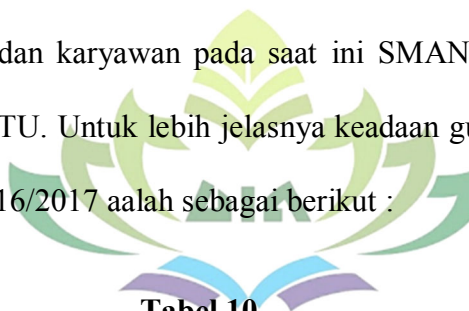 dan karyawan pada saat ini SMAN
TU. Untuk lebih jelasnya keadaan gu
16/2017 aalah sebagai berikut :
Tabel 10